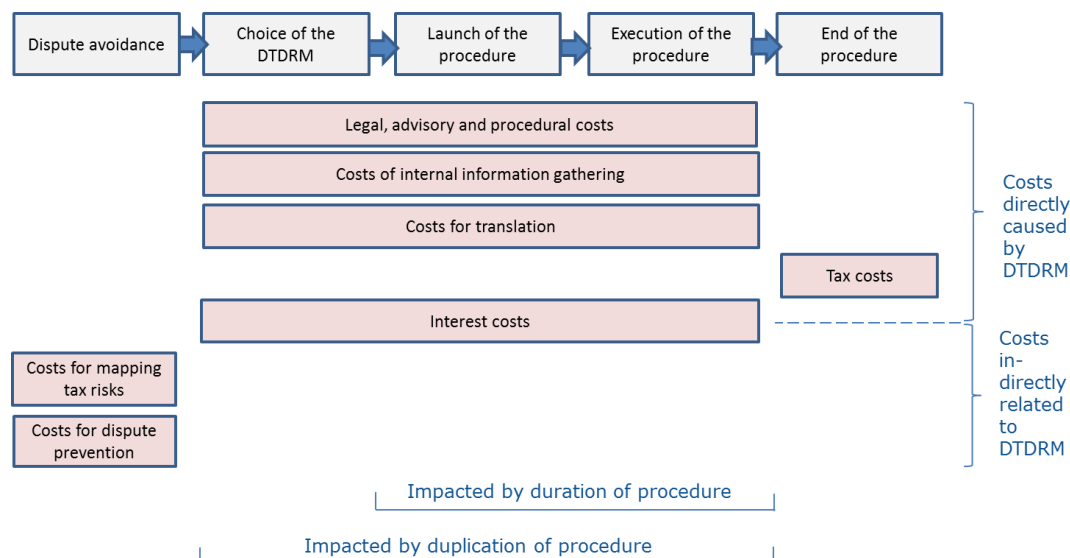 Dispute avoidance
Choice of the
DTDRM
Launch of the
procedure
Execution of the
procedure
End of the
procedure
Legal, advisory and procedural costs
Costs of internal information gathering
Costs for translation
Tax costs
Interest costs
Costs
directly
caused
by
DTDRM
Costs for mapping
tax risks
Costs for dispute
prevention
Costs
in-
directly
related
to
DTDRM
Impacted by duration of procedure
Impacted by duplication of procedure